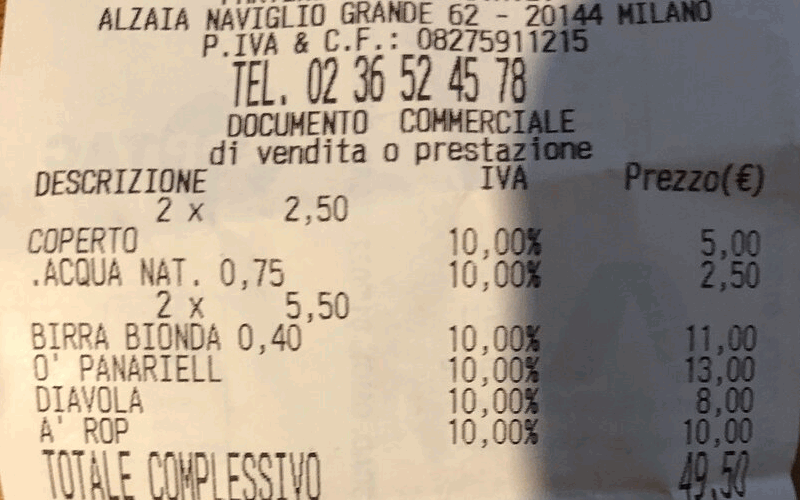 ALZAIA NAVIGLIO GRANDE 62 - 20144 MILANO
P.IVA & C.F.: 08275911215
TEL. 02 36 52 45 78
DOCUMENTO COMMERCIALE
di vendita o prestazione
DESCRIZIONE IVA Prezzo(€)
2 x 2,50
COPERTO 10,00% 5,00
.ACQUA NAT. 0,75 10,00% 2,50
2 x 5,50
BIRRA BIONDA 0,40 10,00% 11,00
O' PANARIELL 10,00% 13,00
DIAVOLA 10,00% 8,00
A' ROP 10,00% 10,00
TOTALE COMPLESSIVO 49,50